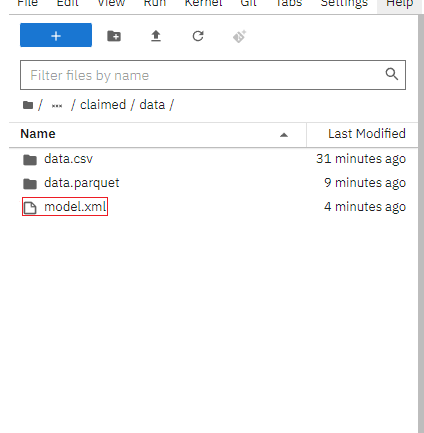 File Edit View Run Kernel Git Tabs Settings Help
+
Filter files by name
/ ··· / claimed / data /
Name Last Modified
data.csv 31 minutes ago
data.parquet 9 minutes ago
model.xml 4 minutes ago